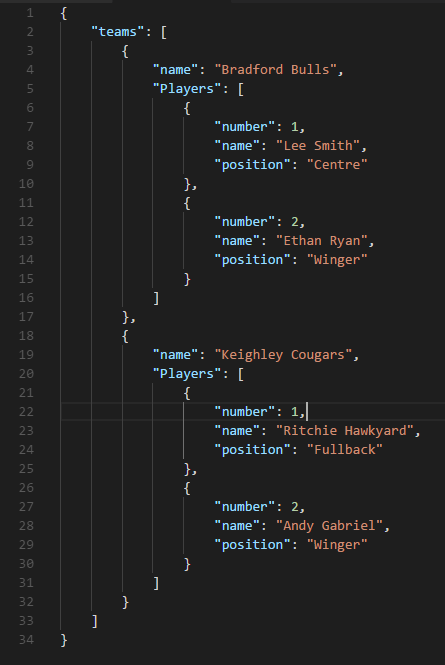 1 {
2     "teams": [
3         {
4             "name": "Bradford Bulls",
5             "Players": [
6                 {
7                     "number": 1,
8                     "name": "Lee Smith",
9                     "position": "Centre"
10                 },
11                 {
12                     "number": 2,
13                     "name": "Ethan Ryan",
14                     "position": "Winger"
15                 }
16             ]
17         },
18         {
19             "name": "Keighley Cougars",
20             "Players": [
21                 {
22                     "number": 1,
23                     "name": "Ritchie Hawkyard",
24                     "position": "Fullback"
25                 },
26                 {
27                     "number": 2,
28                     "name": "Andy Gabriel",
29                     "position": "Winger"
30                 }
31             ]
32         }
33     ]
34 }